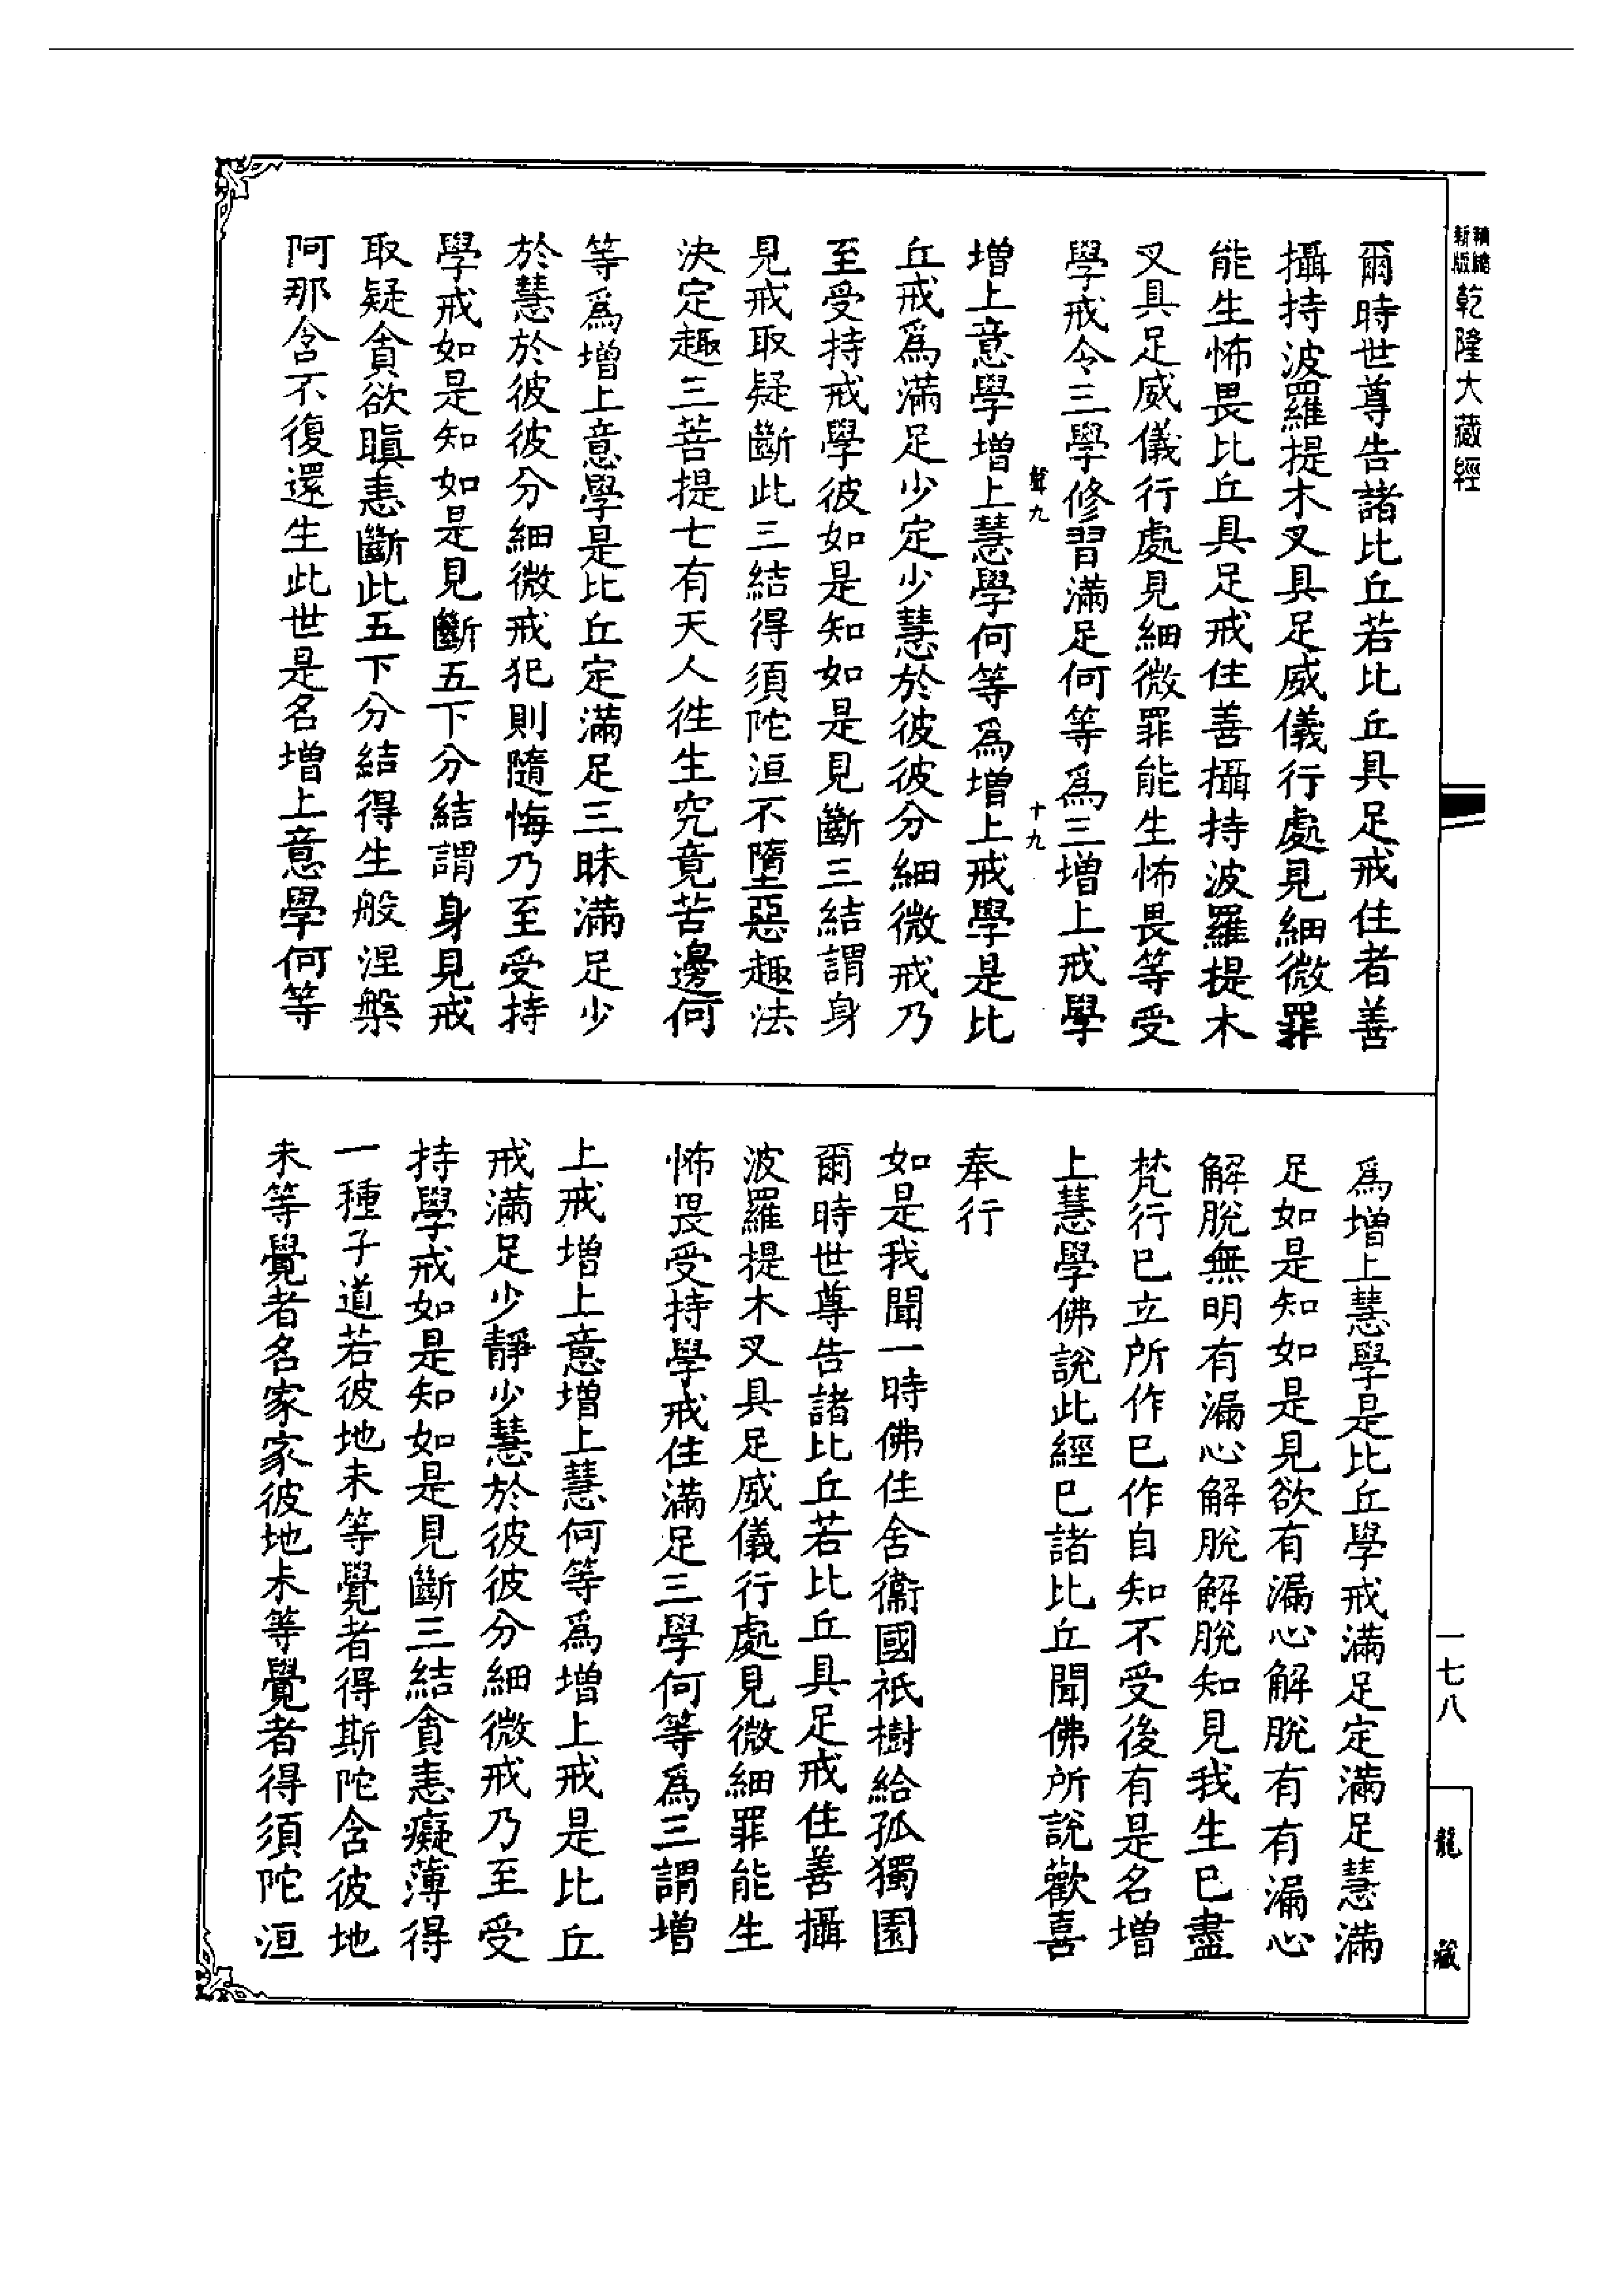 新版精縮乾隆大藏經
爾時世尊告諸比丘若比丘具足戒住者善
攝持波羅提木叉具足威儀行處見細微罪
能生怖畏比丘具足戒住善攝持波羅提木
叉具足威儀行處見細微罪能生怖畏等受
學戒令三學修習滿足何等為三增上戒學
聲九 十九
增上意學增上慧學何等為增上戒學是比
丘戒為滿足少定少慧於彼彼分細微戒乃
至受持戒學彼如是知如是見斷三結謂身
見戒取疑斷此三結得須陀洹不墮惡趣法
決定趣三菩提七有天人往生究竟苦邊何
等為增上意學是比丘定滿足三昧滿足少
於慧於彼彼分細微戒犯則隨悔乃至受持
學戒如是知如是見斷五下分結謂身見戒
取疑貪欲瞋恚斷此五下分結得生般涅槃
阿那含不復還生此世是名增上意學何等
為增上慧學是比丘學戒滿足定滿足慧滿
足如是知如是見欲有漏心解脫有有漏心
解脫無明有漏心解脫解脫知見我生已盡
梵行已立所作已作自知不受後有是名增
上慧學佛說此經已諸比丘聞佛所說歡喜
奉行
如是我聞一時佛住舍衞國祇樹給孤獨園
爾時世尊告諸比丘若比丘具足戒住善攝
波羅提木叉具足威儀行處見微細罪能生
怖畏受持學戒住滿足三學何等為三謂增
上戒增上意增上慧何等為增上戒是比丘
戒滿足少靜少慧於彼彼分細微戒乃至受
持學戒如是知如是見斷三結貪恚癡薄得
一種子道若彼地未等覺者得斯陀含彼地
未等覺者名家家彼地未等覺者得須陀洹
一七八
龍藏